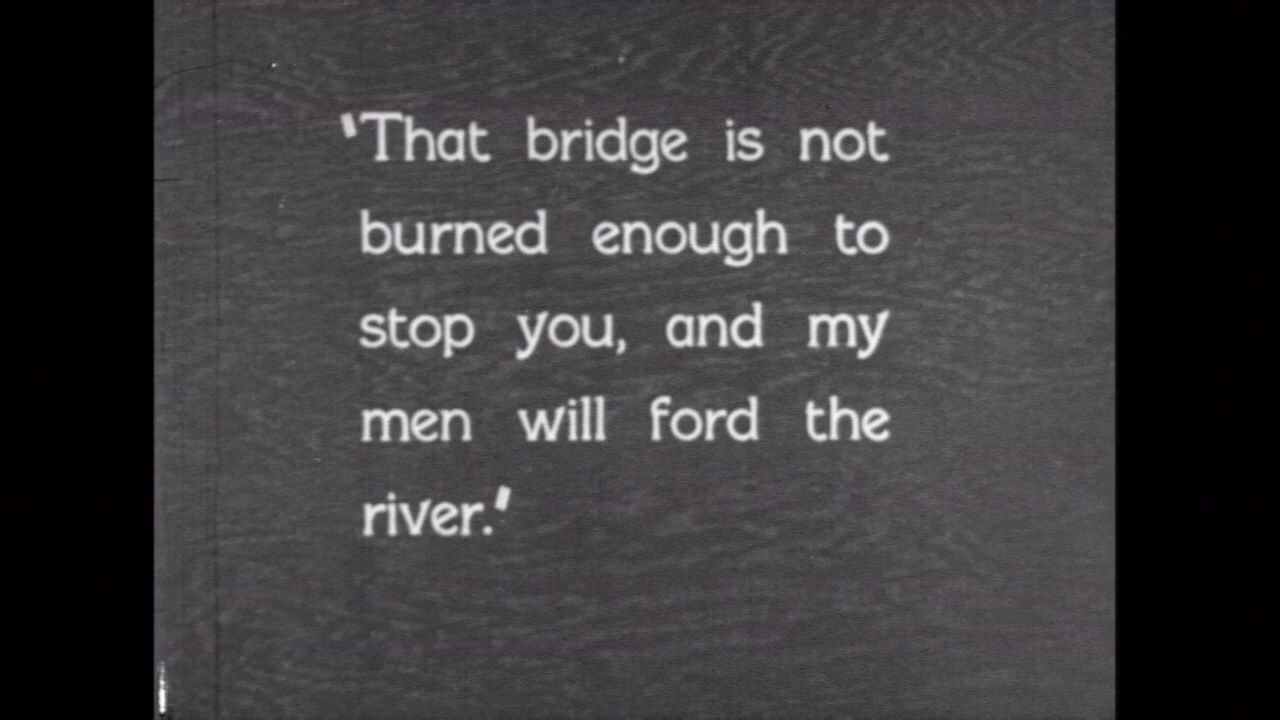 'That bridge is not
burned enough to
stop you, and my
men will ford the
river.'